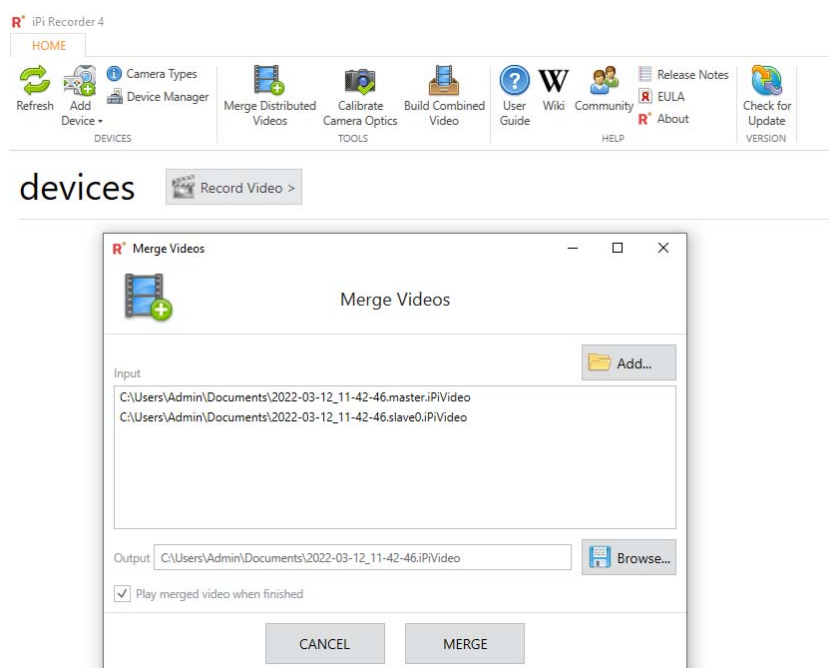 R iPi Recorder 4
HOME
Refresh
Add
Device
Camera Types
Device Manager
DEVICES
Merge Distributed
Videos
Calibrate
Camera Optics
Build Combined
Video
TOOLS
User
Guide
W
Wiki
Community
Release Notes
EULA
R About
HELP
Check for
Update
VERSION
devices
Record Video >
R Merge Videos
Merge Videos
Add...
Input
C:\Users\Admin\Documents\2022-03-12_11-42-46.master.iPiVideo
C:\Users\Admin\Documents\2022-03-12_11-42-46.slave0.iPiVideo
Output C:\Users\Admin\Documents\2022-03-12_11-42-46.iPiVideo
Browse...
Play merged video when finished
CANCEL
MERGE